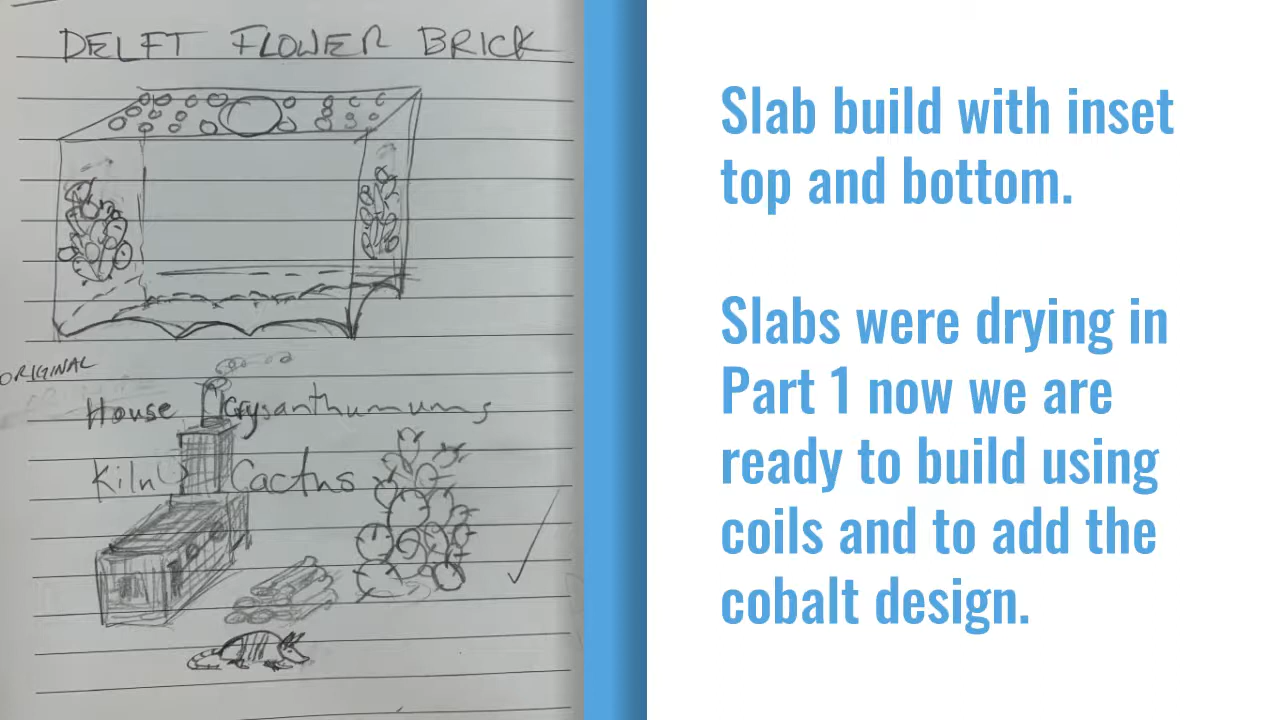 DELFT FLOWER BRICK
ORIGINAL
House Crysanthumums
Kiln Cactus
Slab build with inset
top and bottom.
Slabs were drying in
Part 1 now we are
ready to build using
coils and to add the
cobalt design.